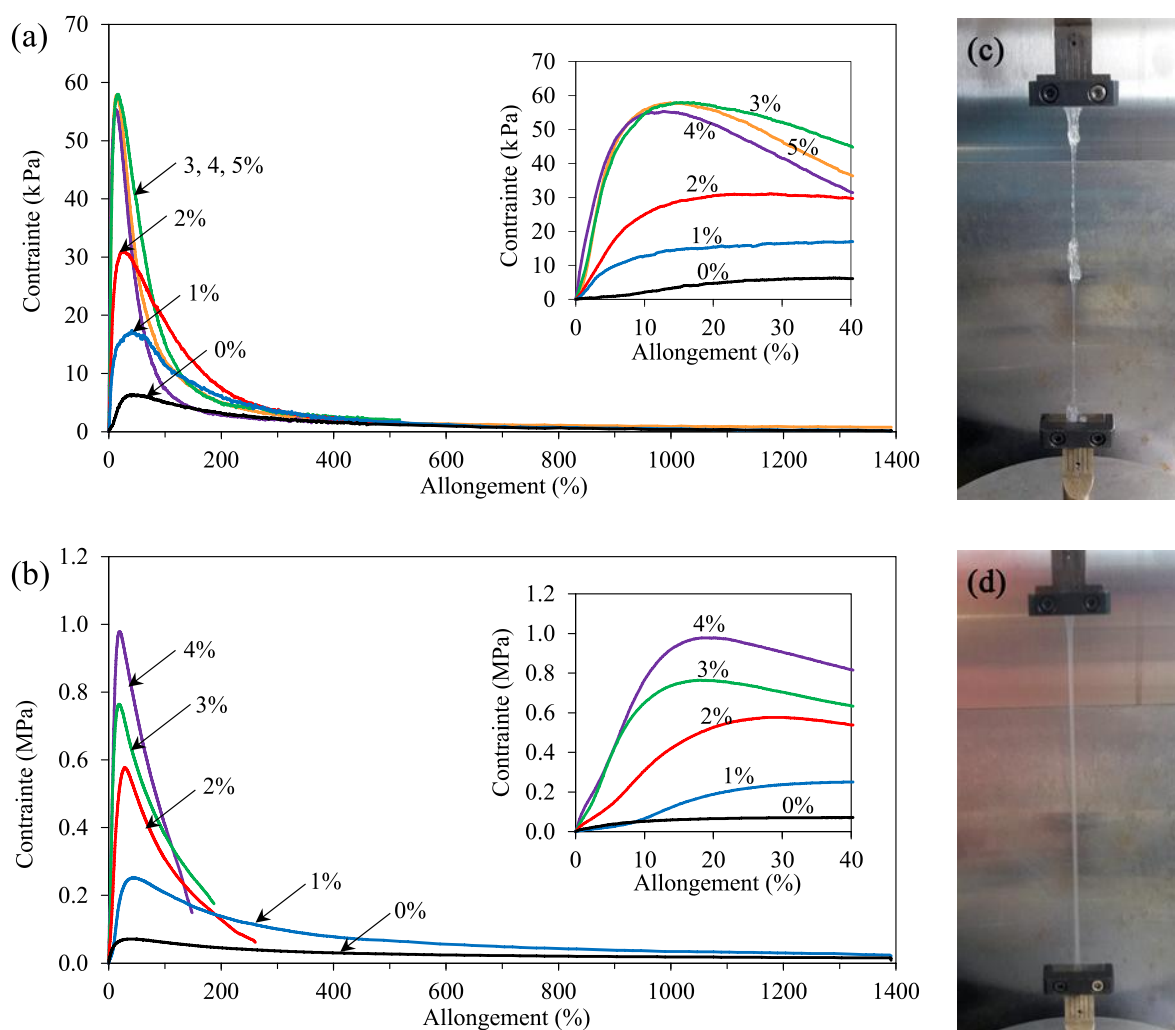 (a)
70
60
50
40
30
20
10
0
Contrainte (kPa)
3, 4, 5%
2%
1%
0%
0 200 400 600 800 1000 1200 1400
Allongement (%)
70
60
50
40
30
20
10
0
Contrainte (kPa)
3%
4%
5%
2%
1%
0%
0 10 20 30 40
Allongement (%)
(c)
(b)
1.2
1.0
0.8
0.6
0.4
0.2
0.0
Contrainte (MPa)
4%
3%
2%
1%
0%
0 200 400 600 800 1000 1200 1400
Allongement (%)
1.2
1.0
0.8
0.6
0.4
0.2
0.0
Contrainte (MPa)
4%
3%
2%
1%
0%
0 10 20 30 40
Allongement (%)
(d)